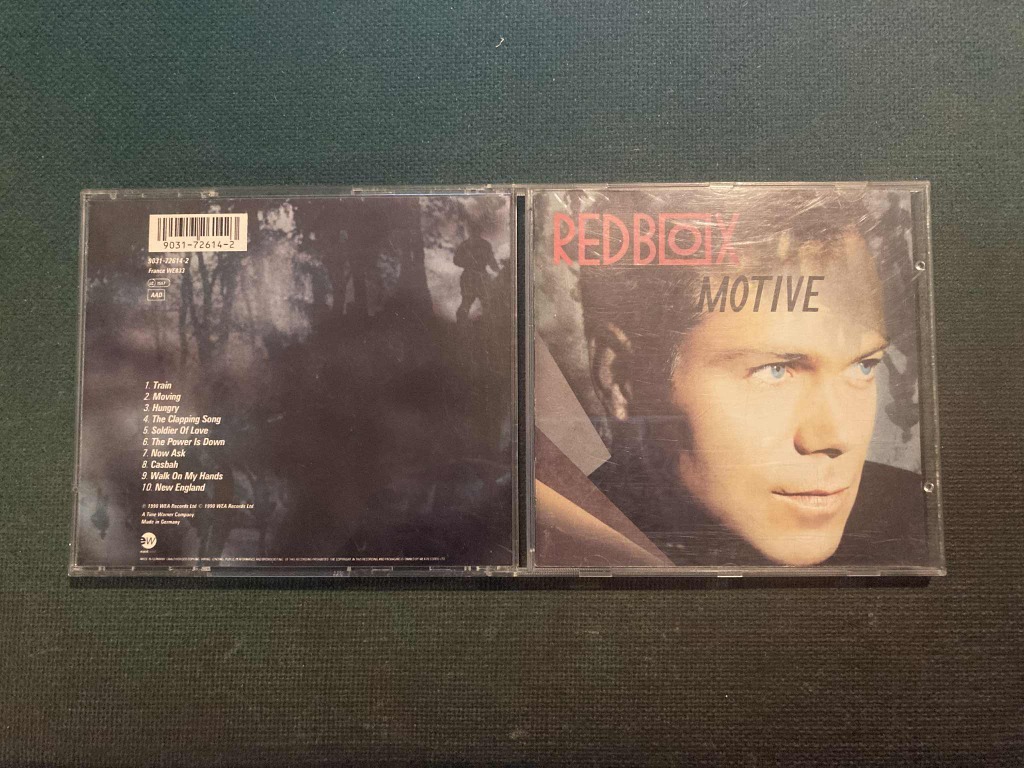 9031-72614-2
9031-72614-2
France WE833
AAD
1. Train
2. Moving
3. Hungry
4. The Clapping Song
5. Soldier Of Love
6. The Power Is Down
7. Now Ask
8. Casbah
9. Walk On My Hands
10. New England
℗ 1990 WEA Records Ltd © 1990 WEA Records Ltd
A Time Warner Company
Made in Germany
ew
REDBOX
MOTIVE